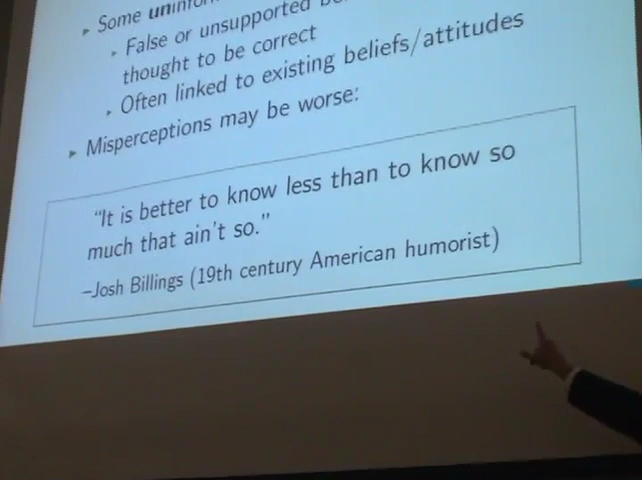 Some
False or unsupported
thought to be correct
Often linked to existing beliefs/attitudes
Misperceptions may be worse:
“It is better to know less than to know so
much that ain't so.”
–Josh Billings (19th century American humorist)